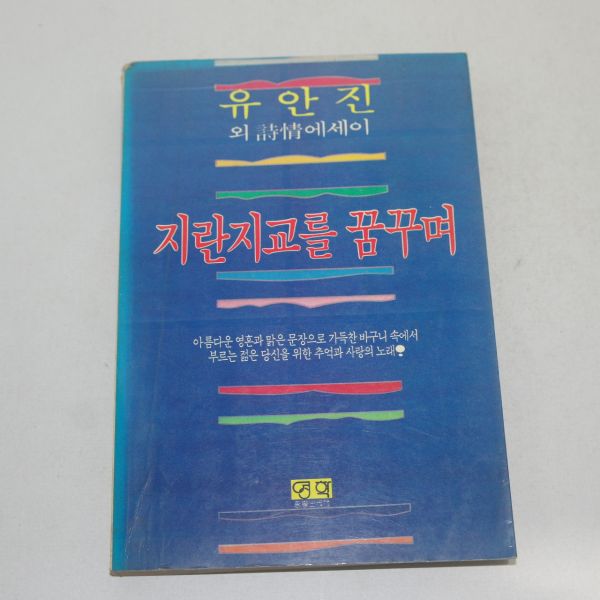 유안진
외 詩情에세이
지란지교를 꿈꾸며
아름다운 영혼과 맑은 문장으로 가득찬 바구니 속에서
부르는 젊은 당신을 위한 추억과 사랑의 노래!
영학